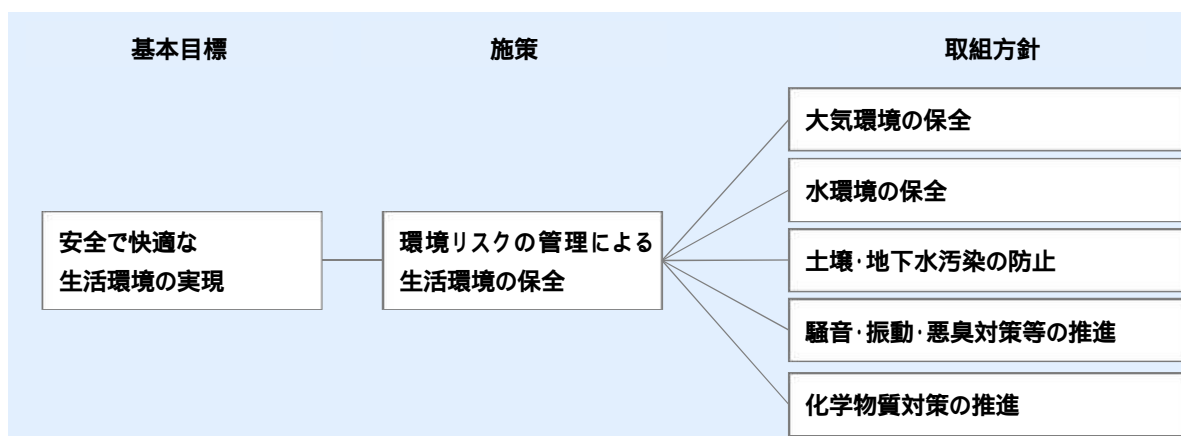 基本目標
施策
取組方針
安全で快適な
生活環境の実現
環境リスクの管理による
生活環境の保全
大気環境の保全
水環境の保全
土壌・地下水汚染の防止
騒音・振動・悪臭対策等の推進
化学物質対策の推進